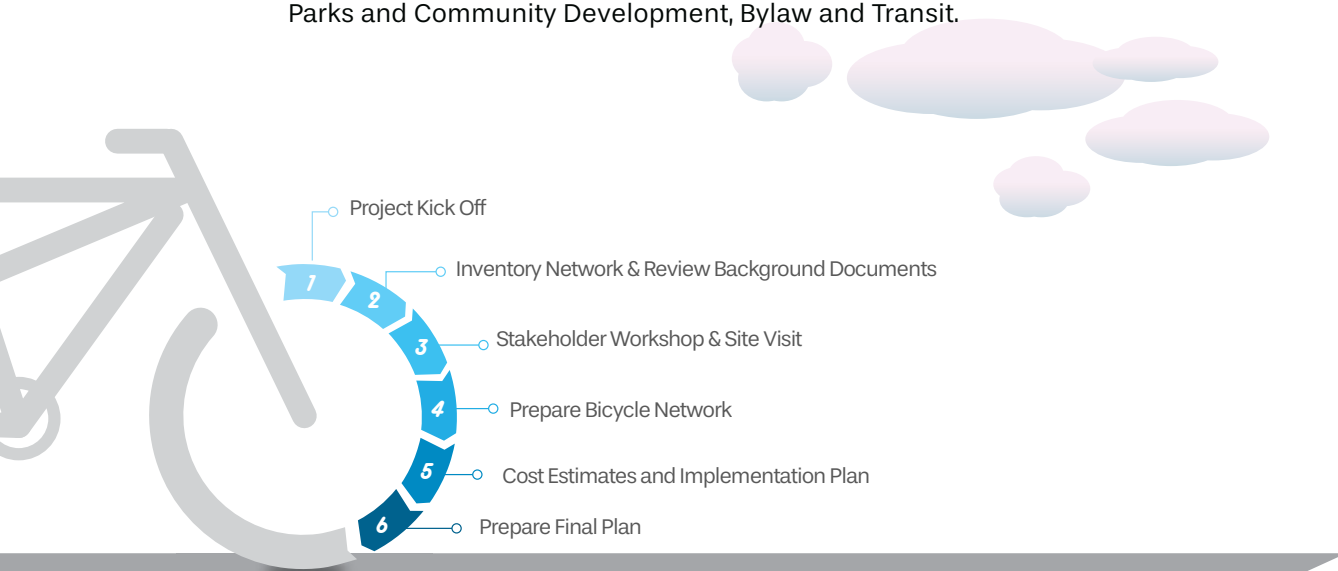 Parks and Community Development, Bylaw and Transit.
1 Project Kick Off
2 Inventory Network & Review Background Documents
3 Stakeholder Workshop & Site Visit
4 Prepare Bicycle Network
5 Cost Estimates and Implementation Plan
6 Prepare Final Plan